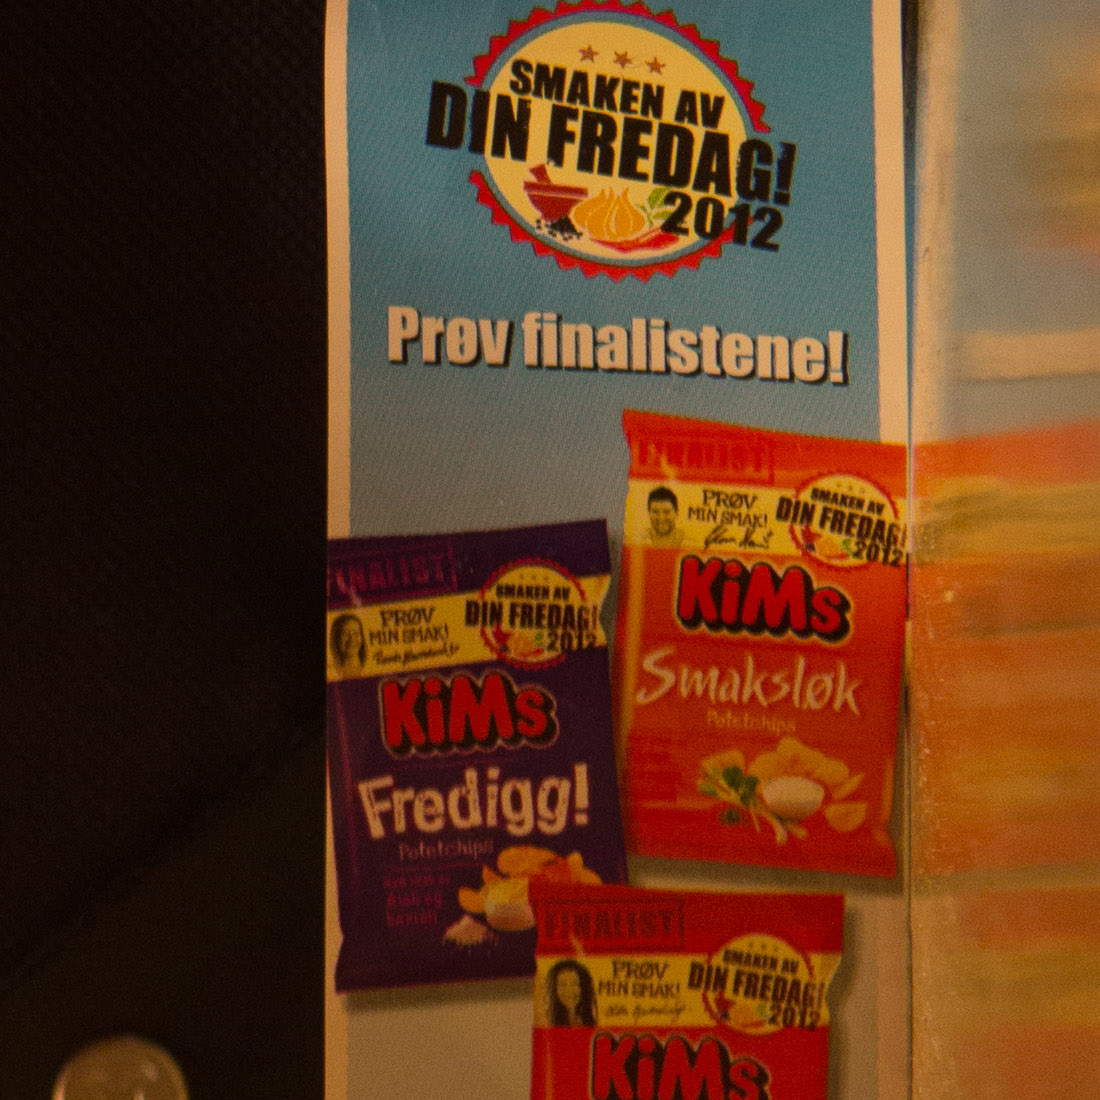 SMAKEN AV
DIN FREDAG!
2012
Prøv finalistene!
FINALIST
PRØV
MIN SMAK!
SMAKEN AV
DIN FREDAG!
2012
KiMs
Smaksløk
Potetchips
FINALIST
PRØV
MIN SMAK!
SMAKEN AV
DIN FREDAG!
2012
KiMs
Fredigg!
Potetchips
FINALIST
PRØV
MIN SMAK!
SMAKEN AV
DIN FREDAG!
2012
KiMs